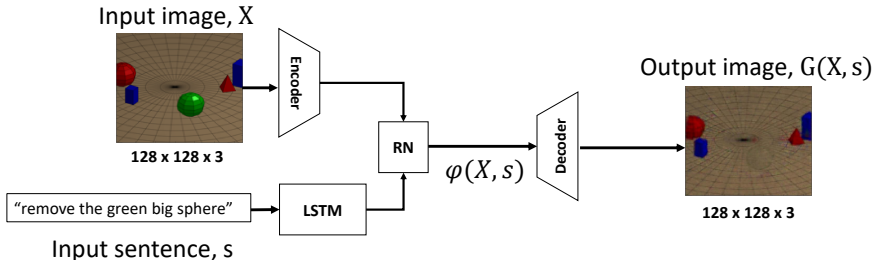 Input image, X
Encoder
128 x 128 x 3
"remove the green big sphere"
Input sentence, s
LSTM
RN
φ(X, s)
Decoder
Output image, G(X, s)
128 x 128 x 3